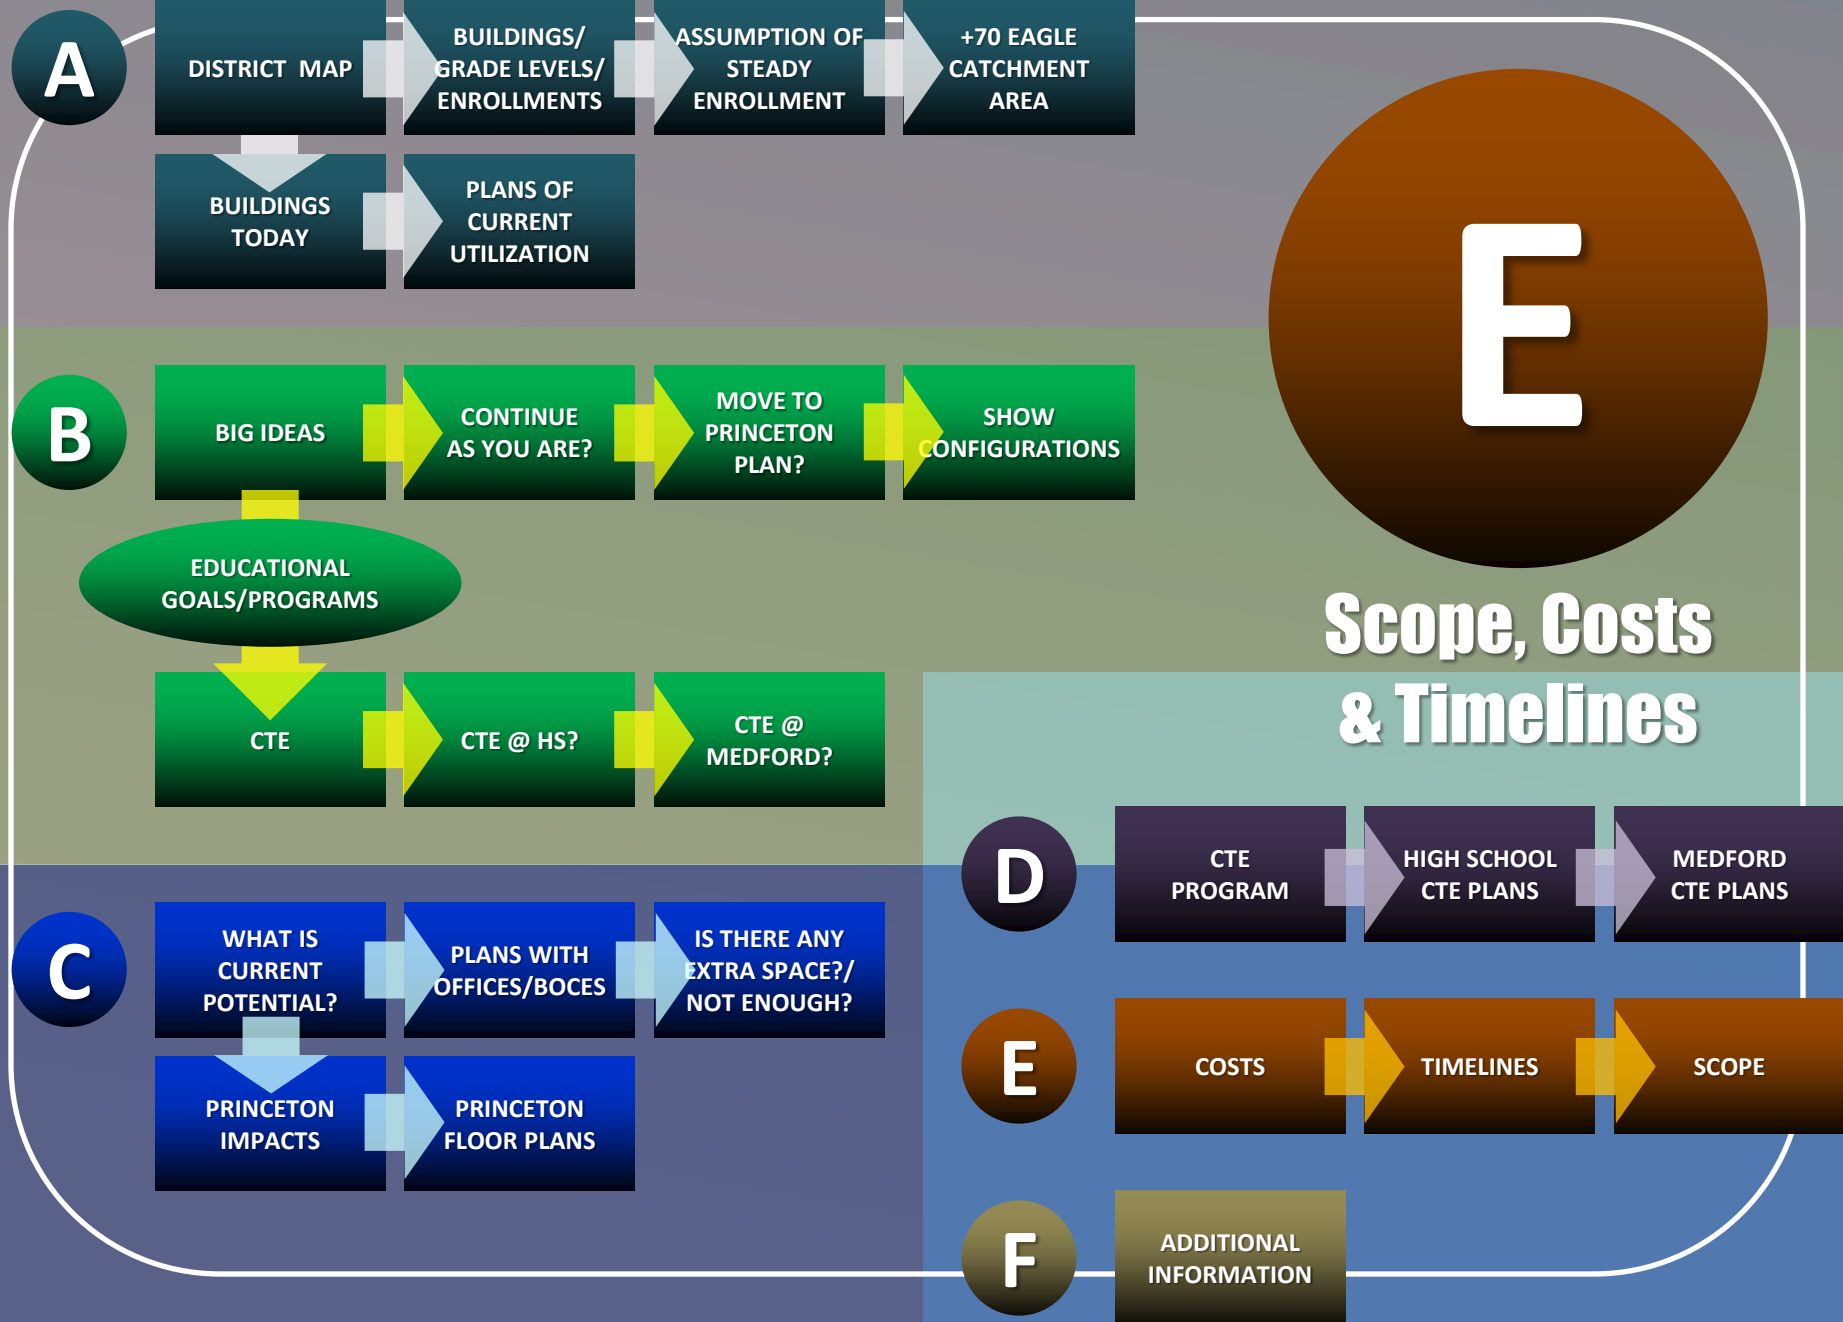 A
DISTRICT MAP
BUILDINGS/
GRADE LEVELS/
ENROLLMENTS
ASSUMPTION OF
STEADY
ENROLLMENT
+70 EAGLE
CATCHMENT
AREA
BUILDINGS
TODAY
PLANS OF
CURRENT
UTILIZATION
E
Scope, Costs
& Timelines
B
BIG IDEAS
CONTINUE
AS YOU ARE?
MOVE TO
PRINCETON
PLAN?
SHOW
CONFIGURATIONS
EDUCATIONAL
GOALS/PROGRAMS
CTE
CTE @ HS?
CTE @
MEDFORD?
C
WHAT IS
CURRENT
POTENTIAL?
PLANS WITH
OFFICES/BOCES
IS THERE ANY
EXTRA SPACE?/
NOT ENOUGH?
PRINCETON
IMPACTS
PRINCETON
FLOOR PLANS
D
CTE
PROGRAM
HIGH SCHOOL
CTE PLANS
MEDFORD
CTE PLANS
E
COSTS
TIMELINES
SCOPE
F
ADDITIONAL
INFORMATION